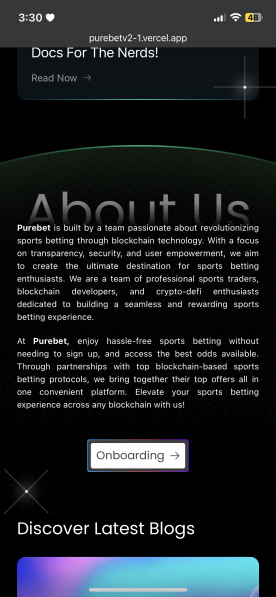 3:30
48
purebetv2-1.vercel.app
Docs For The Nerds!
Read Now →
About Us
Purebet is built by a team passionate about revolutionizing
sports betting through blockchain technology. With a focus
on transparency, security, and user empowerment, we aim
to create the ultimate destination for sports betting
enthusiasts. We are a team of professional sports traders,
blockchain developers, and crypto-defi enthusiasts
dedicated to building a seamless and rewarding sports
betting experience.
At Purebet, enjoy hassle-free sports betting without
needing to sign up, and access the best odds available.
Through partnerships with top blockchain-based sports
betting protocols, we bring together their top offers all in
one convenient platform. Elevate your sports betting
experience across any blockchain with us!
Onboarding →
Discover Latest Blogs